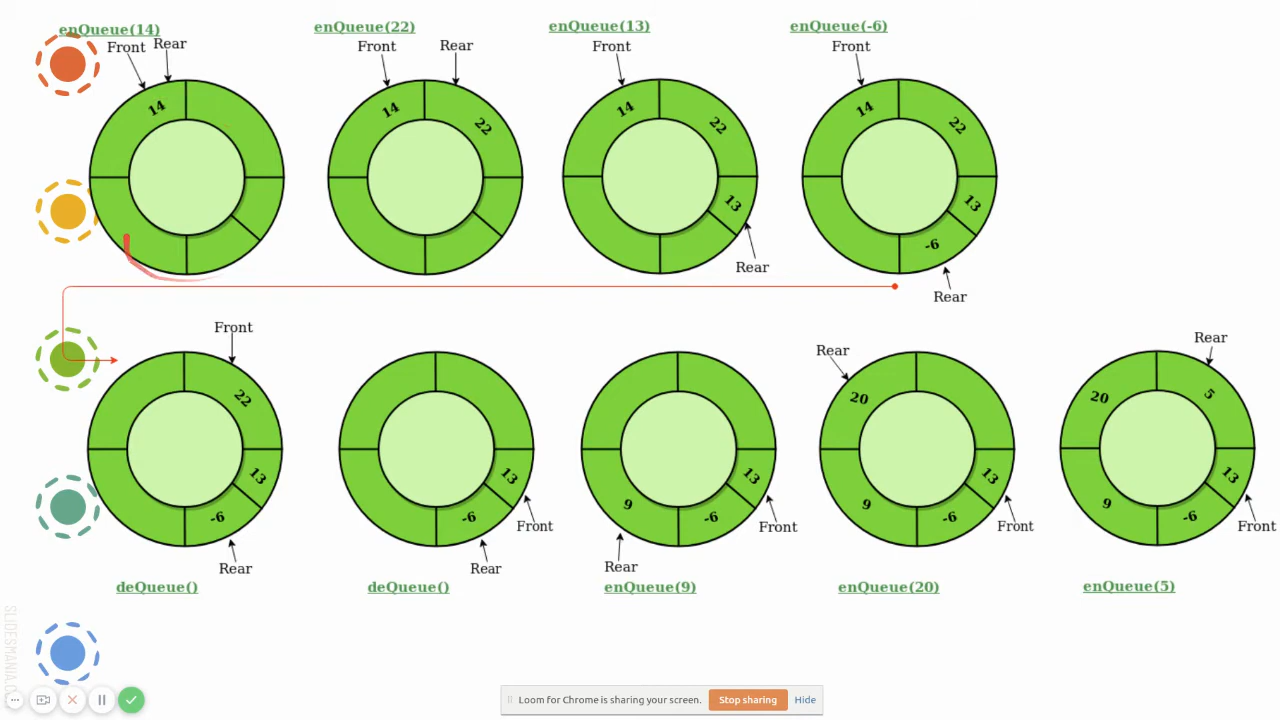 enQueue(14)
Front
Rear
14
enQueue(22)
Front
Rear
14
22
enQueue(13)
Front
14
22
13
Rear
enQueue(-6)
Front
14
22
13
-6
Rear
Front
22
13
-6
Rear
deQueue()
13
-6
Front
Rear
deQueue()
13
9
-6
Front
Rear
enQueue(9)
Rear
20
13
9
-6
Front
enQueue(20)
Rear
20
5
13
9
-6
Front
enQueue(5)
SLIDESMANIA.C
Loom for Chrome is sharing your screen.
Stop sharing
Hide